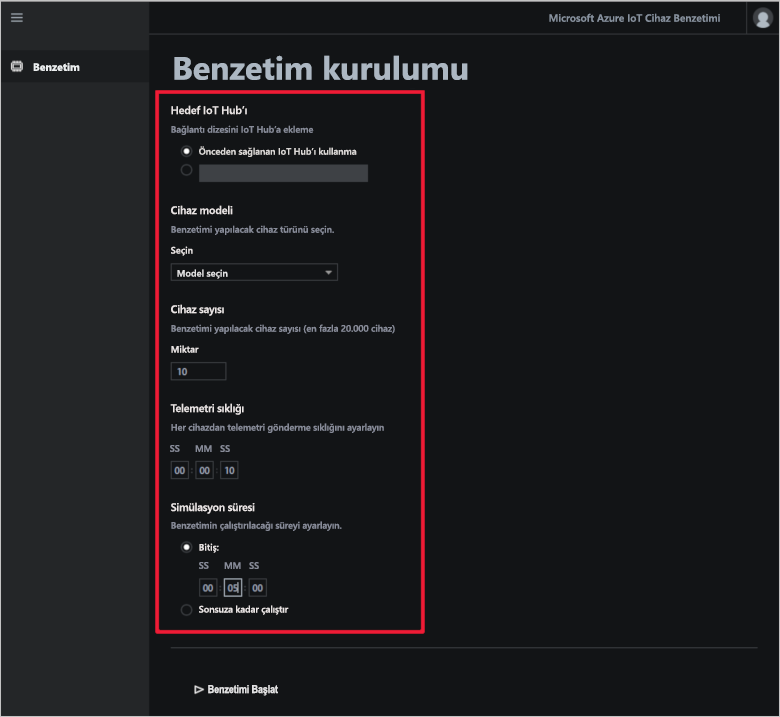 Microsoft Azure IoT Cihaz Benzetimi
Benzetim
Benzetim kurulumu
Hedef IoT Hub'ı
Bağlantı dizesini IoT Hub'a ekleme
Önceden sağlanan IoT Hub'ı kullanma
Cihaz modeli
Benzetimi yapılacak cihaz türünü seçin.
Seçin
Model seçin
Cihaz sayısı
Benzetimi yapılacak cihaz sayısı (en fazla 20.000 cihaz)
Miktar
10
Telemetri sıklığı
Her cihazdan telemetri gönderme sıklığını ayarlayın
SS MM SS
00 : 00 : 10
Simülasyon süresi
Benzetimin çalıştırılacağı süreyi ayarlayın.
Bitiş:
SS MM SS
00 : 05 : 00
Sonsuza kadar çalıştır
Benzetimi Başlat